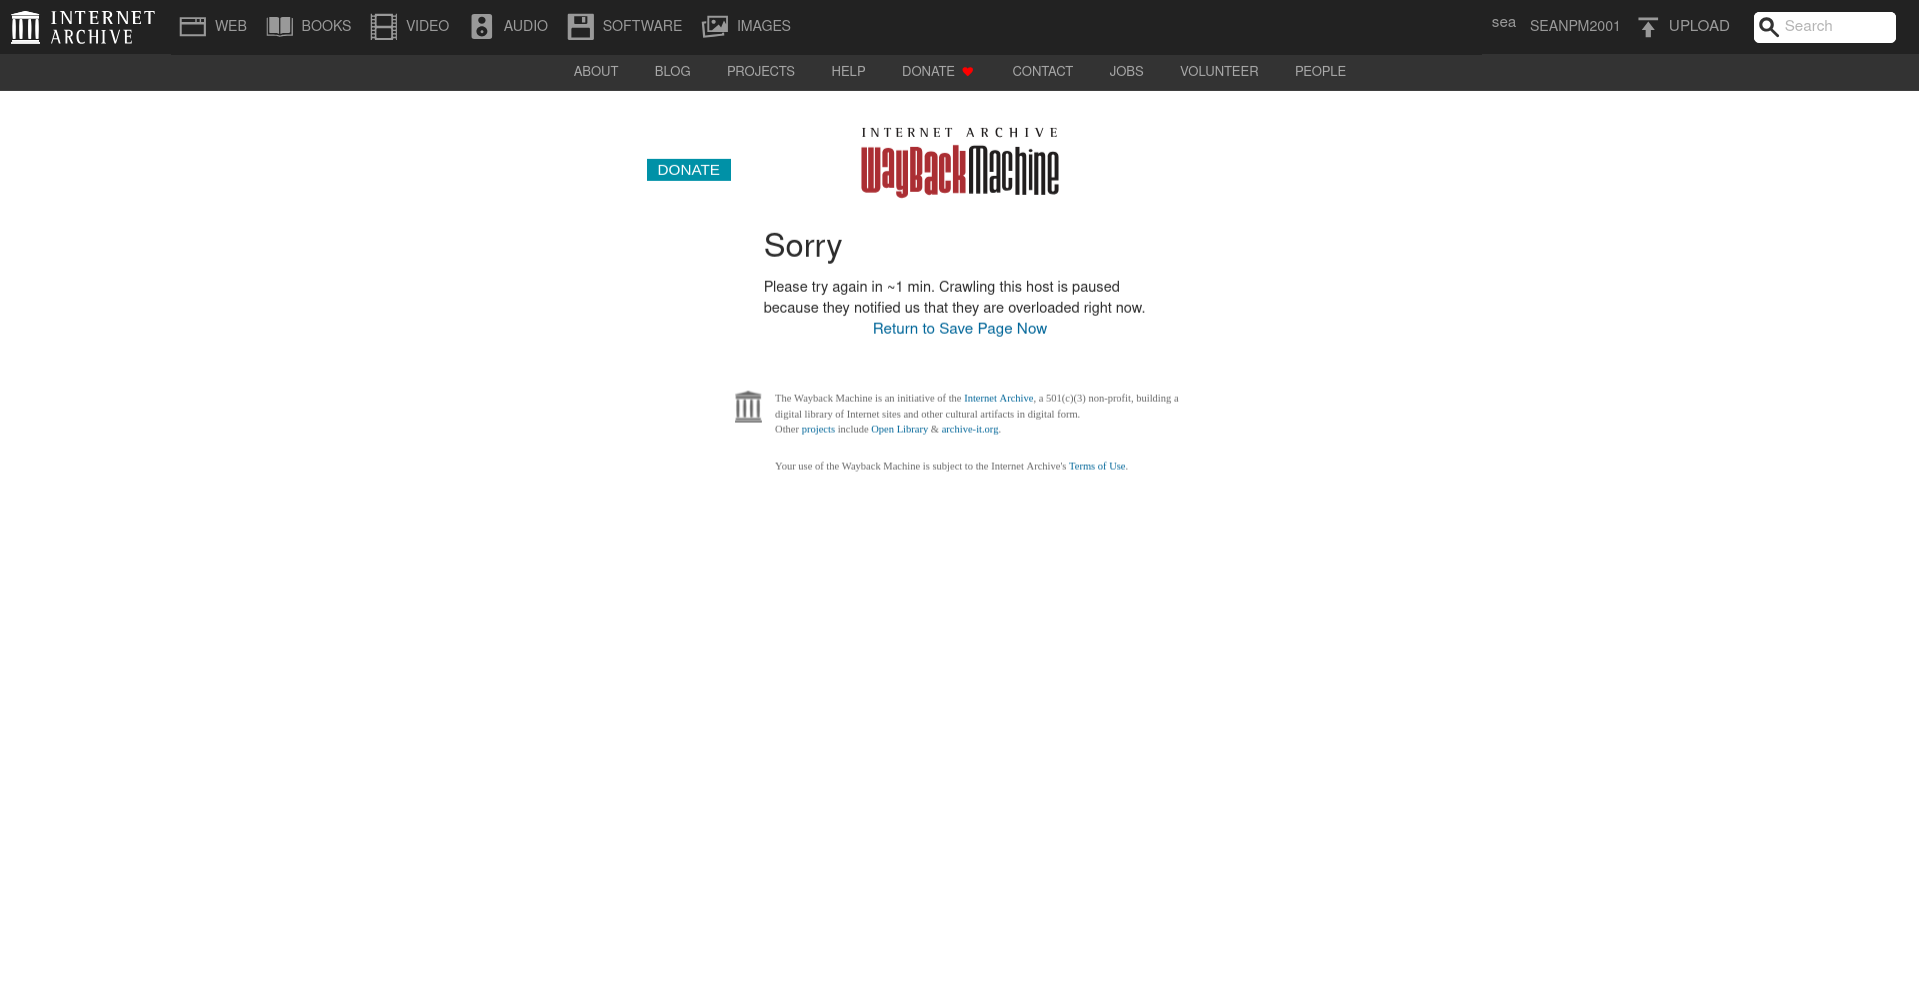 INTERNET ARCHIVE
WEB BOOKS VIDEO AUDIO SOFTWARE IMAGES
sea SEANPM2001 UPLOAD Search
ABOUT BLOG PROJECTS HELP DONATE CONTACT JOBS VOLUNTEER PEOPLE
INTERNET ARCHIVE
WayBackMachine
DONATE
Sorry
Please try again in ~1 min. Crawling this host is paused
because they notified us that they are overloaded right now.
Return to Save Page Now
The Wayback Machine is an initiative of the Internet Archive, a 501(c)(3) non-profit, building a
digital library of Internet sites and other cultural artifacts in digital form.
Other projects include Open Library & archive-it.org.
Your use of the Wayback Machine is subject to the Internet Archive's Terms of Use.